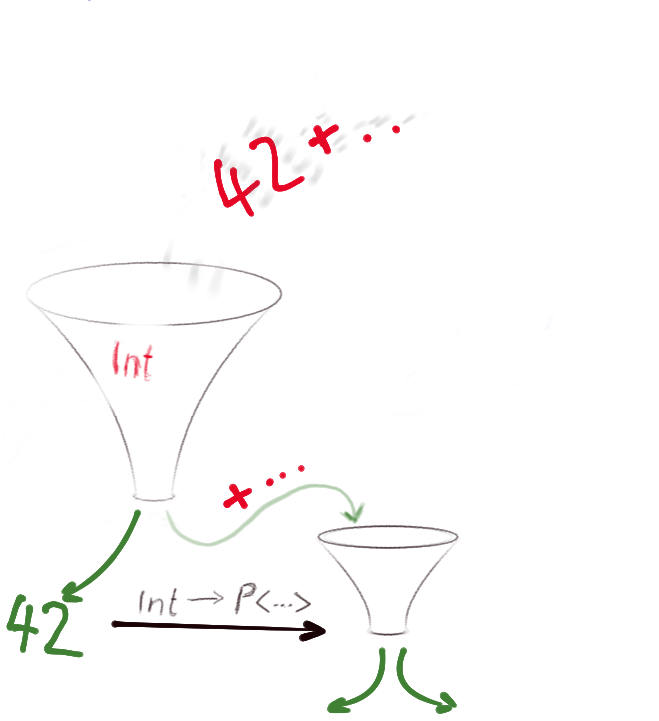 42 + ..
Int
+ ....
Int → P<...>
42